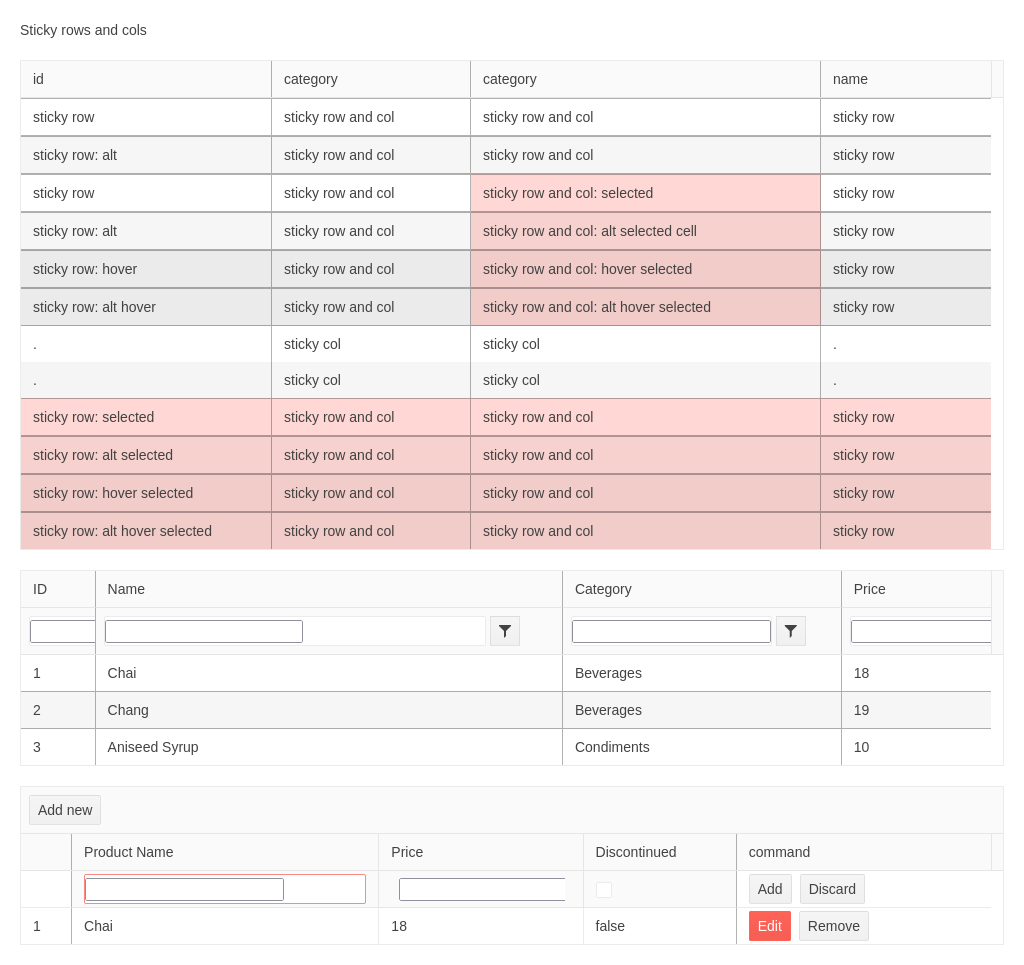 Sticky rows and cols
id category category name
sticky row sticky row and col sticky row and col sticky row
sticky row: alt sticky row and col sticky row and col sticky row
sticky row sticky row and col sticky row and col: selected sticky row
sticky row: alt sticky row and col sticky row and col: alt selected cell sticky row
sticky row: hover sticky row and col sticky row and col: hover selected sticky row
sticky row: alt hover sticky row and col sticky row and col: alt hover selected sticky row
. sticky col sticky col .
. sticky col sticky col .
sticky row: selected sticky row and col sticky row and col sticky row
sticky row: alt selected sticky row and col sticky row and col sticky row
sticky row: hover selected sticky row and col sticky row and col sticky row
sticky row: alt hover selected sticky row and col sticky row and col sticky row
ID Name Category Price
1 Chai Beverages 18
2 Chang Beverages 19
3 Aniseed Syrup Condiments 10
Add new
Product Name Price Discontinued command
Add Discard
1 Chai 18 false Edit Remove